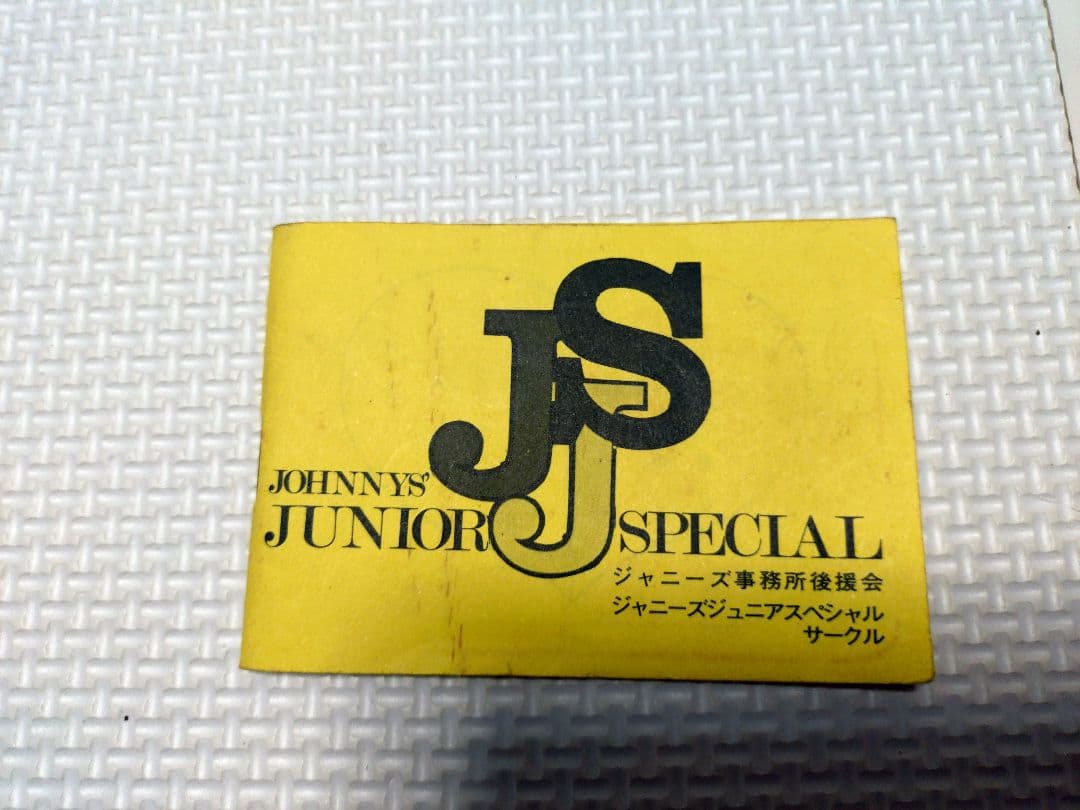 JJS
JOHNNYS'
JUNIOR SPECIAL
ジャニーズ事務所後援会
ジャニーズジュニアスペシャル
サークル